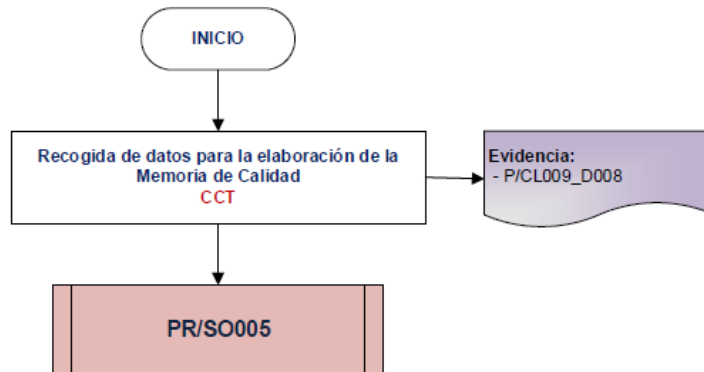 INICIO
Recogida de datos para la elaboración de la
Memoria de Calidad
CCT
Evidencia:
- P/CL009_D008
PR/SO005